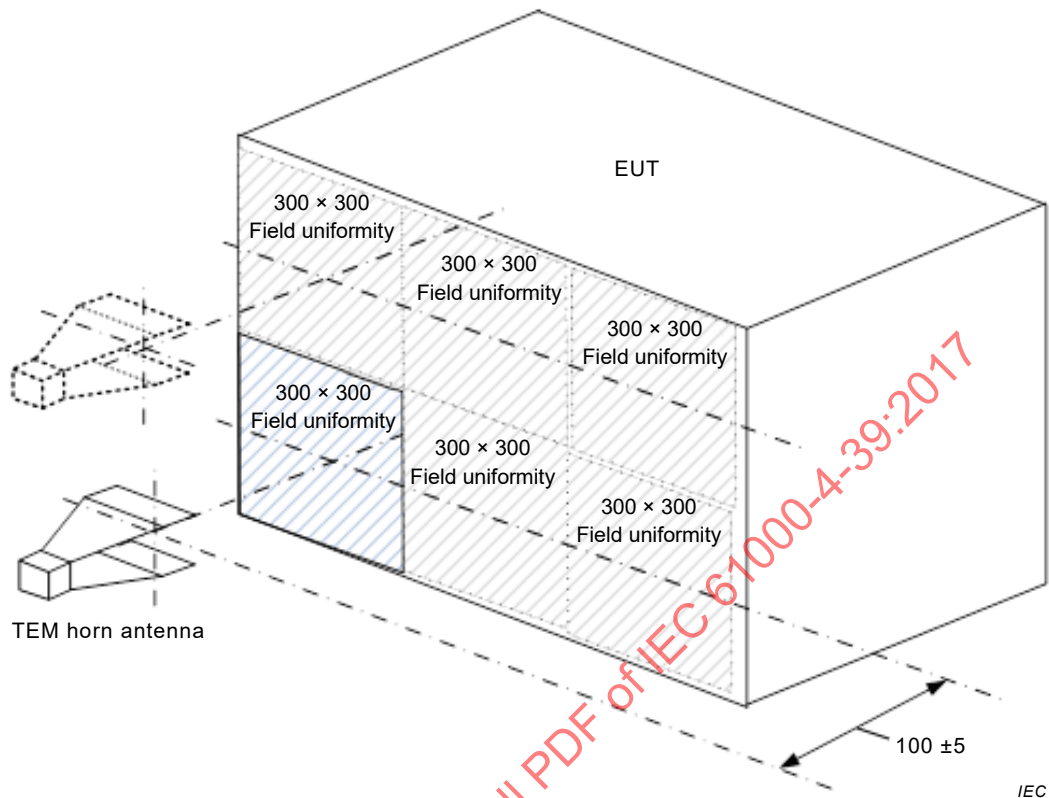 EUT
300 × 300
Field uniformity
300 × 300
Field uniformity
300 × 300
Field uniformity
300 × 300
Field uniformity
300 × 300
Field uniformity
300 × 300
Field uniformity
TEM horn antenna
100 ±5
IEC
PDF of IEC 61000-4-39:2017